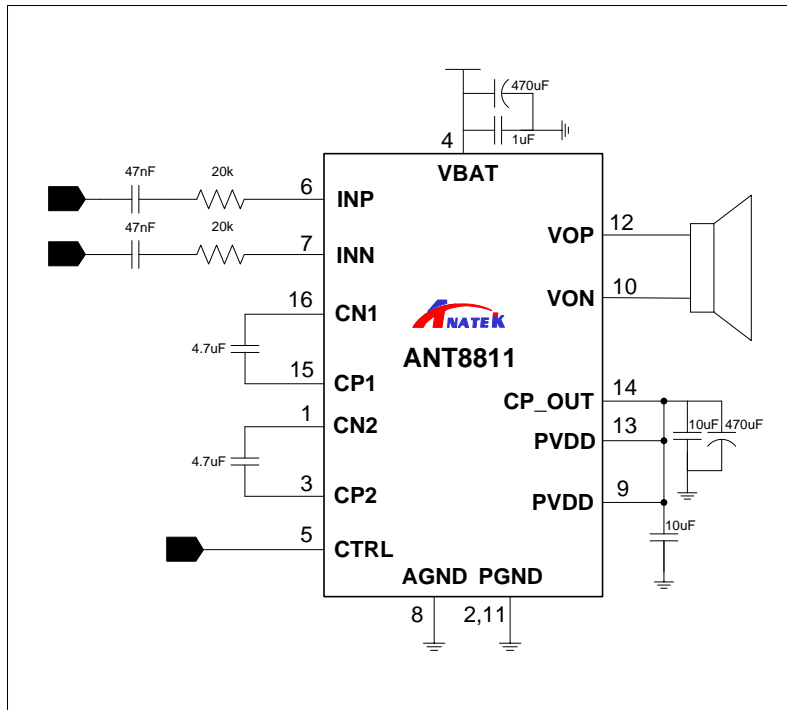 470uF
1uF
4
VBAT
47nF 20k
6 INP
47nF 20k
7 INN
12 VOP
10 VON
16 CN1
4.7uF
15 CP1
ANATEK
ANT8811
1 CN2
4.7uF
3 CP2
14 CP_OUT
13 PVDD
10uF 470uF
9 PVDD
10uF
5 CTRL
AGND PGND
8 2,11